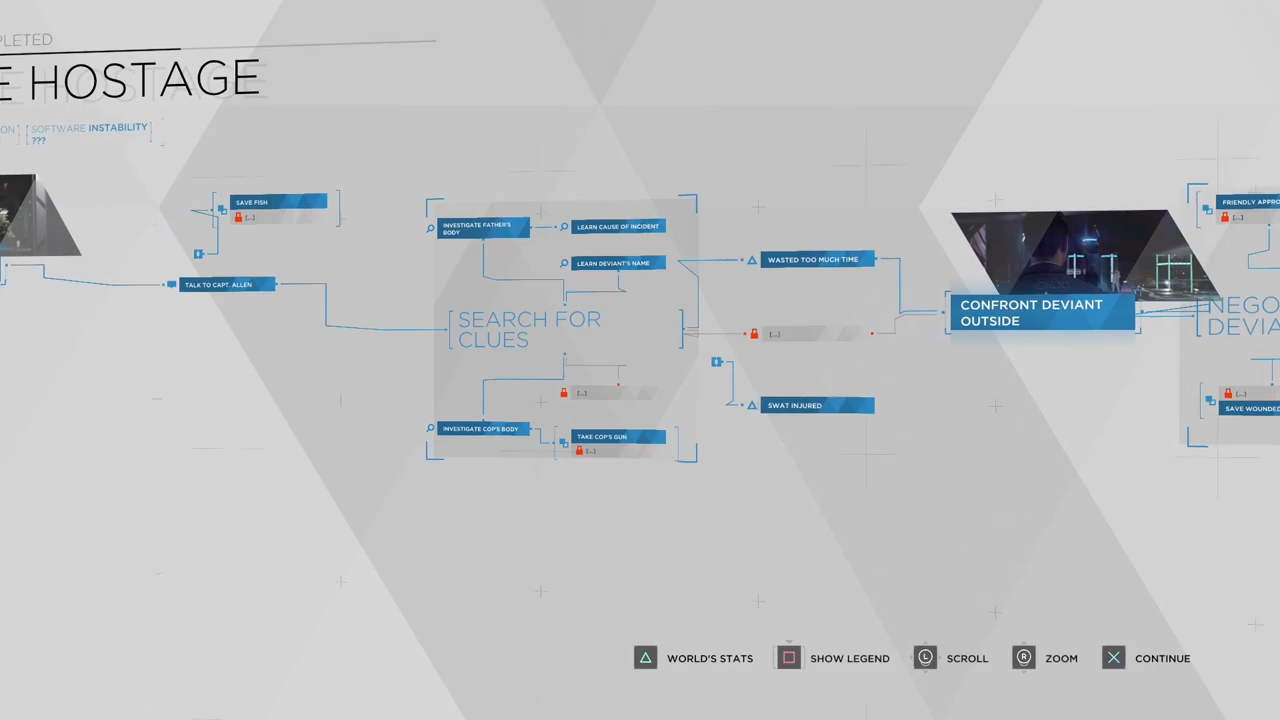 PLETED
E HOSTAGE
ON
SOFTWARE INSTABILITY
???
SAVE FISH
[...]
TALK TO CAPT. ALLEN
INVESTIGATE FATHER'S
BODY
LEARN CAUSE OF INCIDENT
LEARN DEVIANT'S NAME
SEARCH FOR
CLUES
[...]
INVESTIGATE COP'S BODY
TAKE COP'S GUN
[...]
WASTED TOO MUCH TIME
[...]
SWAT INJURED
CONFRONT DEVIANT
OUTSIDE
FRIENDLY APPRO
[...]
NEGO
DEVIA
[...]
SAVE WOUNDED
WORLD'S STATS
SHOW LEGEND
L
SCROLL
R
ZOOM
CONTINUE